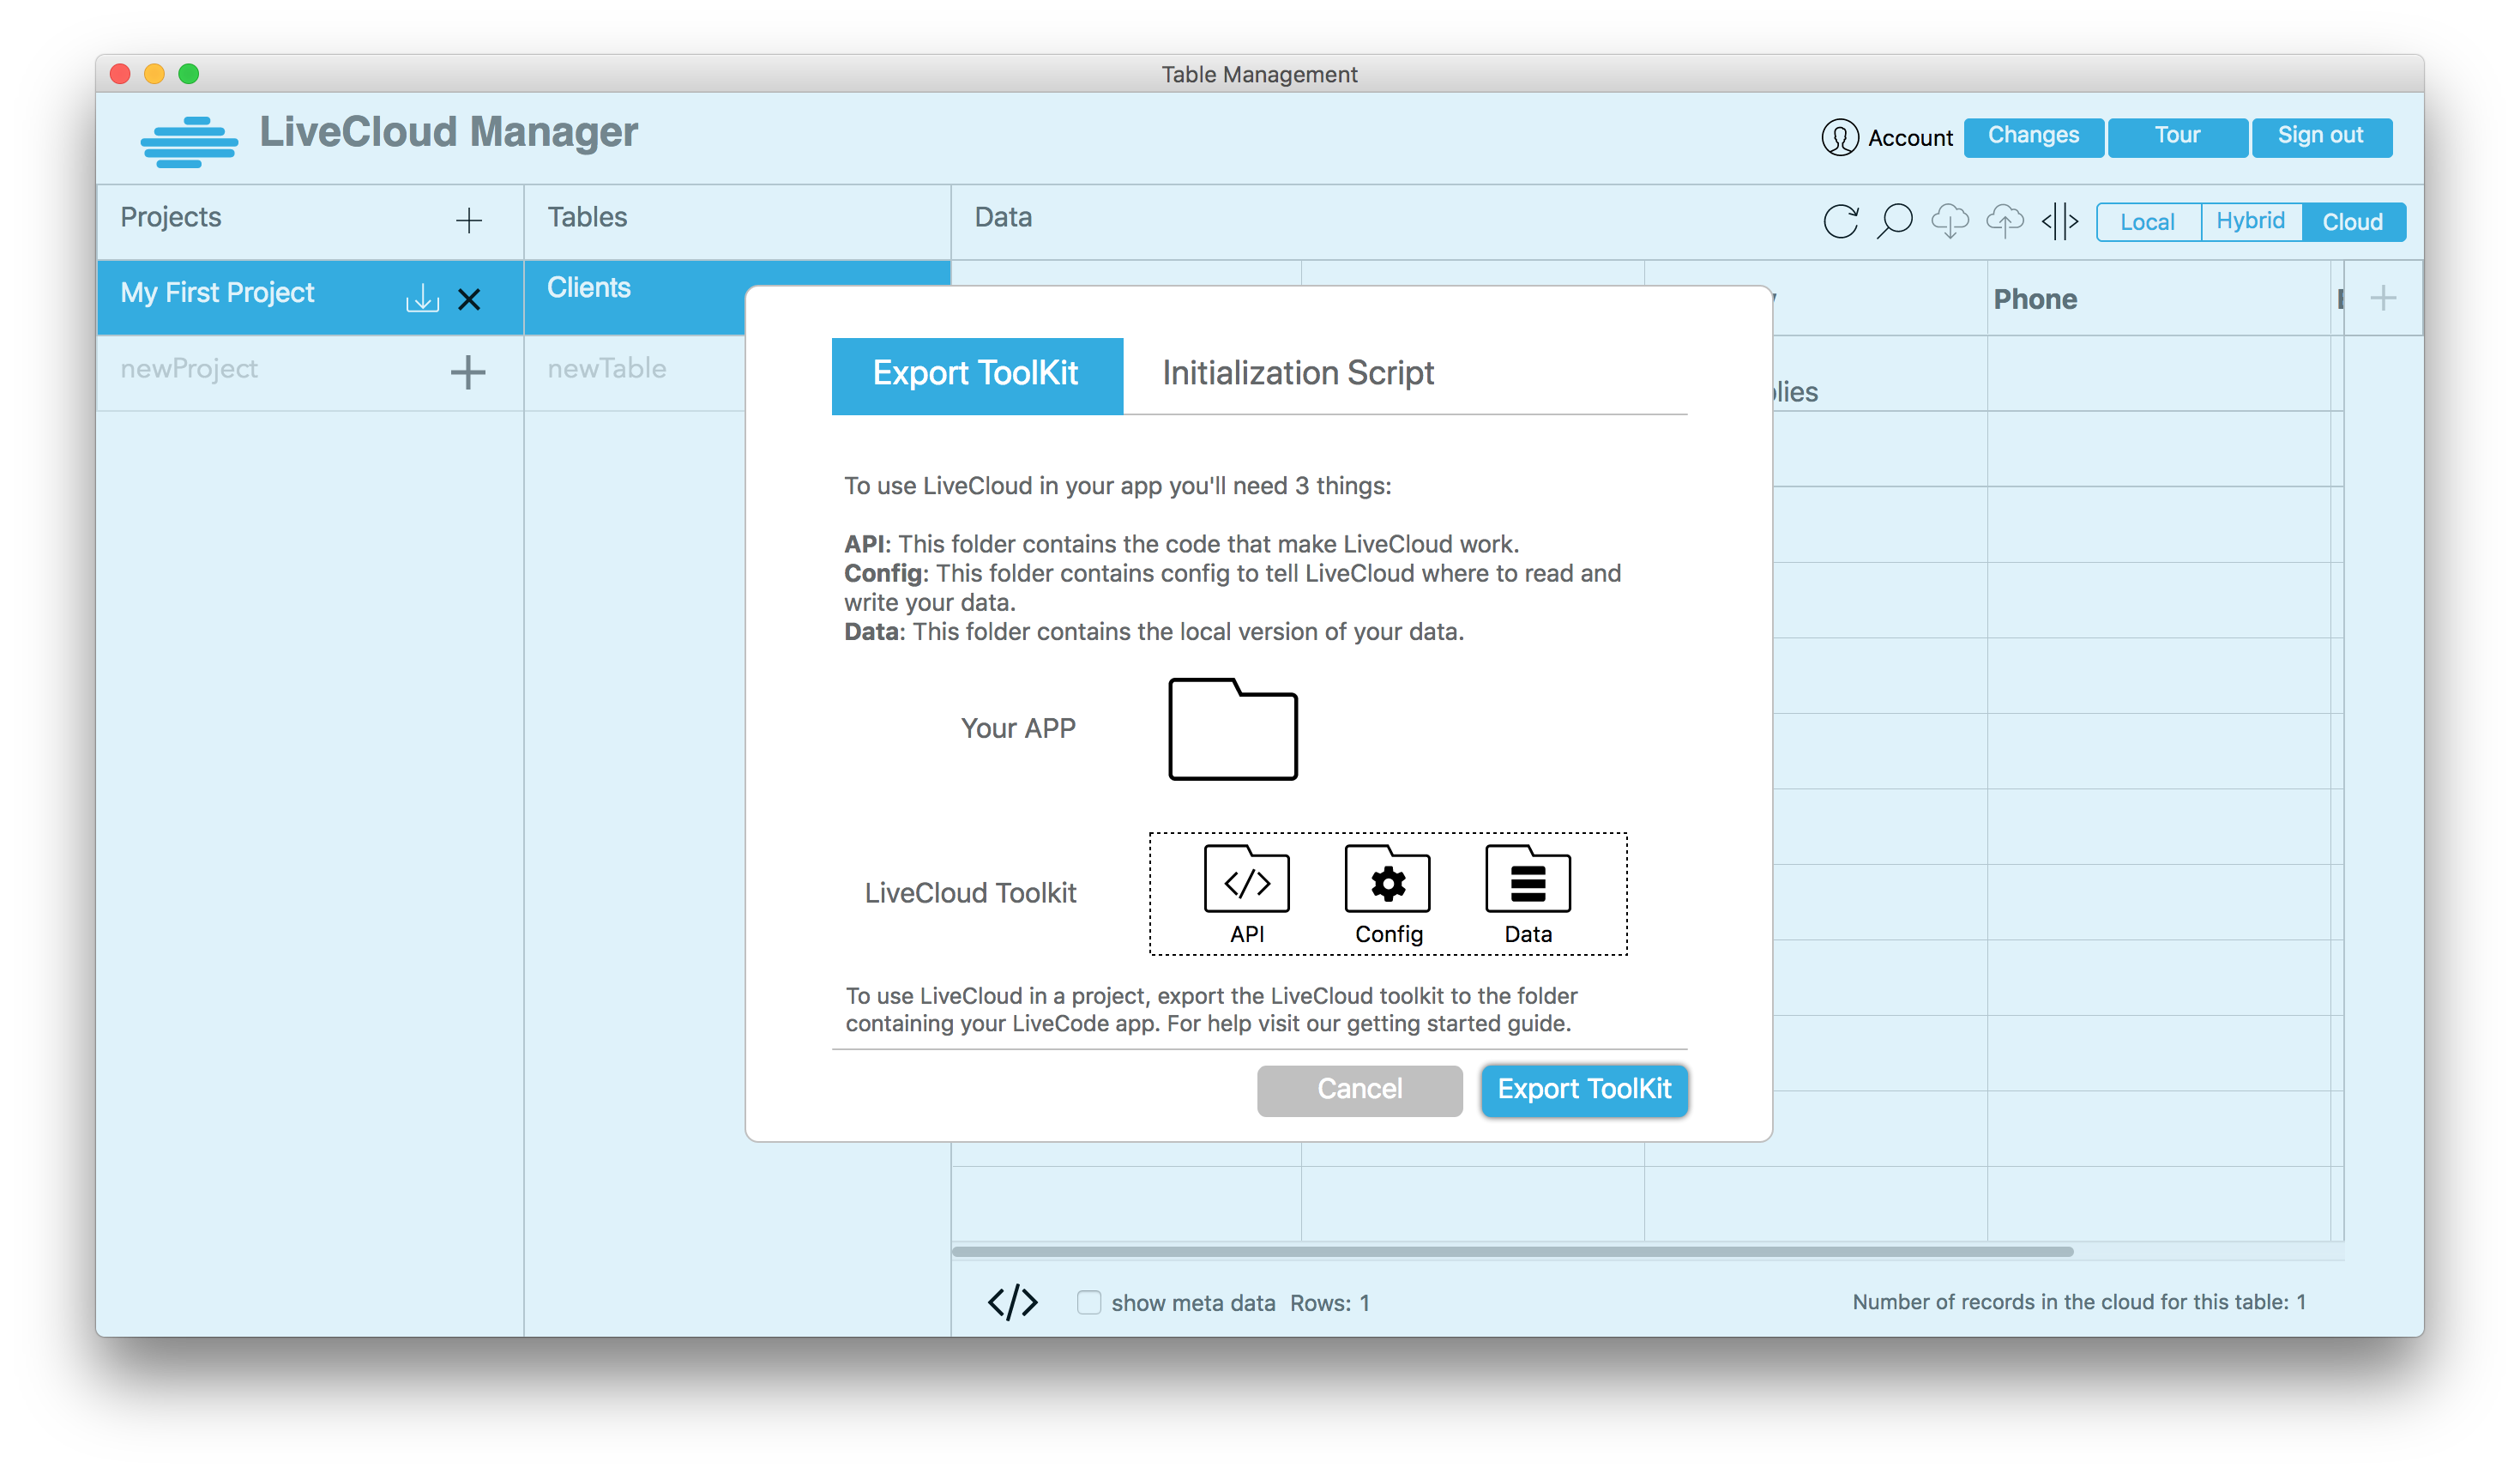 Table Management
LiveCloud Manager
Account
Changes
Tour
Sign out
Projects
Tables
Data
Local
Hybrid
Cloud
My First Project
Clients
Phone
newProject
newTable
Export ToolKit
Initialization Script
To use LiveCloud in your app you'll need 3 things:
API: This folder contains the code that make LiveCloud work.
Config: This folder contains config to tell LiveCloud where to read and
write your data.
Data: This folder contains the local version of your data.
Your APP
LiveCloud Toolkit
API
Config
Data
To use LiveCloud in a project, export the LiveCloud toolkit to the folder
containing your LiveCode app. For help visit our getting started guide.
Cancel
Export ToolKit
show meta data
Rows: 1
Number of records in the cloud for this table: 1